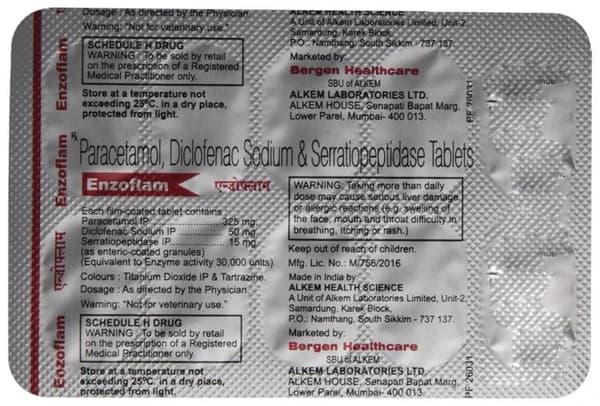 Dosage : As directed by the Physician.
Warning: "Not for veterinary use."
SCHEDULE H DRUG
WARNING : To be sold by retail
on the prescription of a Registered
Medical Practitioner only.
Store at a temperature not
exceeding 25°C. in a dry place,
protected from light.
ALKEM HEALTH SCIENCE
A Unit of Alkem Laboratories Limited, Unit-2,
Samardung, Karek Block,
P.O.: Namthang, South Sikkim - 737 137.
Marketed by:
Bergen Healthcare
SBU of ALKEM
ALKEM LABORATORIES LTD.
ALKEM HOUSE, Senapati Bapat Marg,
Lower Parel, Mumbai- 400 013.
Rx Paracetamol, Diclofenac Sodium & Serratiopeptidase Tablets
Enzoflam एन्ज़ोफ्लाम
Each film-coated tablet contains
Paracetamol IP ............ 325 mg.
Diclofenac Sodium IP ...... 50 mg.
Serratiopeptidase IP ...... 15 mg.
(as enteric-coated granules)
(Equivalent to Enzyme activity 30,000 units)
Colours : Titanium Dioxide IP & Tartrazine.
Dosage : As directed by the Physician.
Warning: "Not for veterinary use."
SCHEDULE H DRUG
WARNING : To be sold by retail
on the prescription of a Registered
Medical Practitioner only.
Store at a temperature not
exceeding 25°C. in a dry place,
protected from light.
WARNING: Taking more than daily
dose may cause serious liver damage
or allergic reactions (e.g. swelling of
the face, mouth and throat difficulty in
breathing, itching or rash.)
Keep out of reach of children.
Mfg. Lic. No.: M/756/2016
Made in India by
ALKEM HEALTH SCIENCE
A Unit of Alkem Laboratories Limited, Unit-2,
Samardung, Karek Block,
P.O.: Namthang, South Sikkim - 737 137.
Marketed by:
Bergen Healthcare
SBU of ALKEM
ALKEM LABORATORIES LTD.
ALKEM HOUSE, Senapati Bapat Marg,
Lower Parel, Mumbai- 400 013.
Enzoflam
Enzoflam
एन्ज़ोफ्लाम
Enzoflam
PF 26031
PF 26031